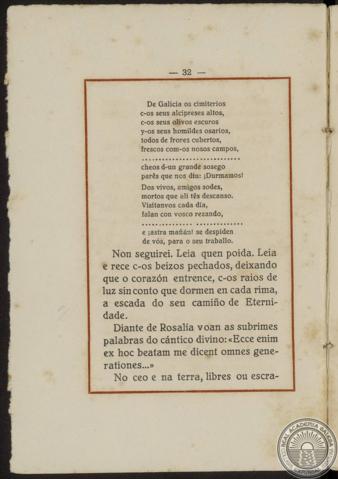 — 32 —
De Galicia os cimiterios
c-os seus alcipreses altos,
c-os seus olivos escuros
y-os seus homildes osarios,
todos de frores cubertos,
frescos com-os nosos campos,
..............................
cheos d-un grande sosego
parês que nos din: ¡Durmamos!
Dos vivos, amigos sodes,
mortos que alí tês descanso.
Visitanvos cada día,
falan con vosco rezando,
..............................
e ¡astra mañán! se despiden
de vós, para o seu traballo.
Non seguirei. Leia quen poida. Leia
e rece c-os beizos pechados, deixando
que o corazón entrence, c-os raios de
luz sin conto que dormen en cada rima,
a escada do seu camiño de Eterni-
dade.
Diante de Rosalia voan as subrimes
palabras do cántico divino: «Ecce enim
ex hoc beatam me dicent omnes gene-
rationes...»
No ceo e na terra, libres ou escra-
REAL ACADEMIA GALEGA